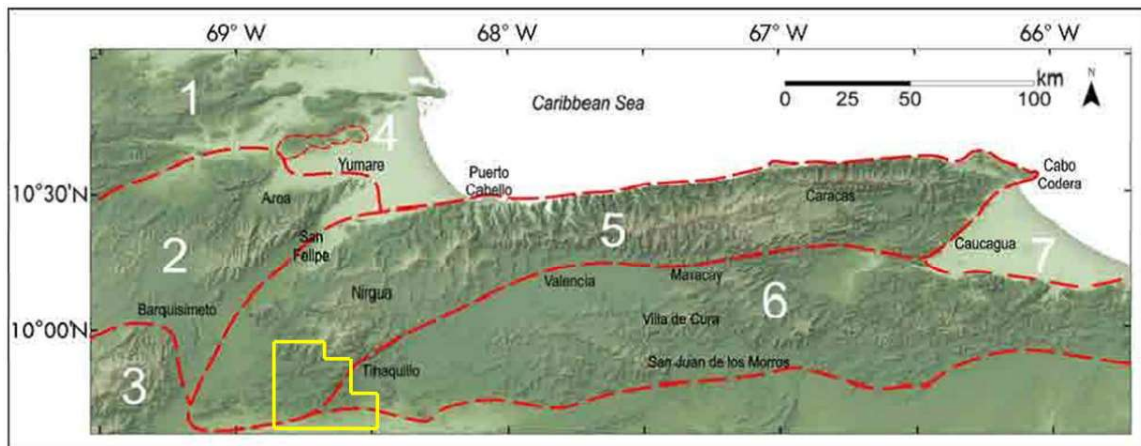 69° W 68° W 67° W 66° W
km
0 25 50 100
N
Caribbean Sea
1
4
Yumare
Puerto
Cabello
Cabo
Codera
10°30'N
Aroa
Caracas
5
San
Felipe
2
Caucagua
7
Valencia
Maracay
Nirgua
6
Barquisimeto
Villa de Cura
10°00'N
Tinaquillo
San Juan de los Morros
3